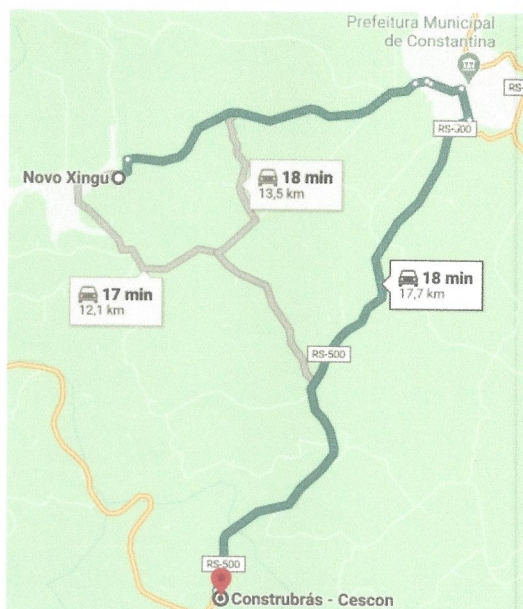 Prefeitura Municipal
de Constantina
RS-
RS-500
Novo Xingu
18 min
13,5 km
17 min
12,1 km
18 min
17,7 km
RS-500
RS-500
Construbrás - Cescon